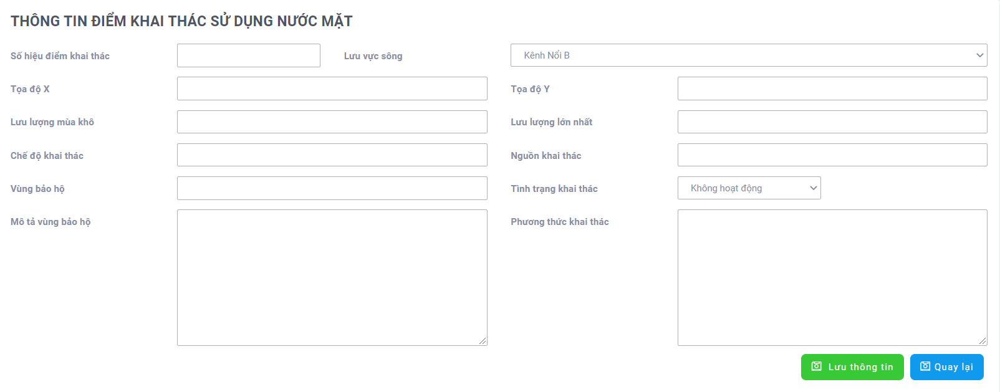 THÔNG TIN ĐIỂM KHAI THÁC SỬ DỤNG NƯỚC MẶT
Số hiệu điểm khai thác
Lưu vực sông
Kênh Nổi B
Tọa độ X
Tọa độ Y
Lưu lượng mùa khô
Lưu lượng lớn nhất
Chế độ khai thác
Nguồn khai thác
Vùng bảo hộ
Tình trạng khai thác
Không hoạt động
Mô tả vùng bảo hộ
Phương thức khai thác
Lưu thông tin
Quay lại